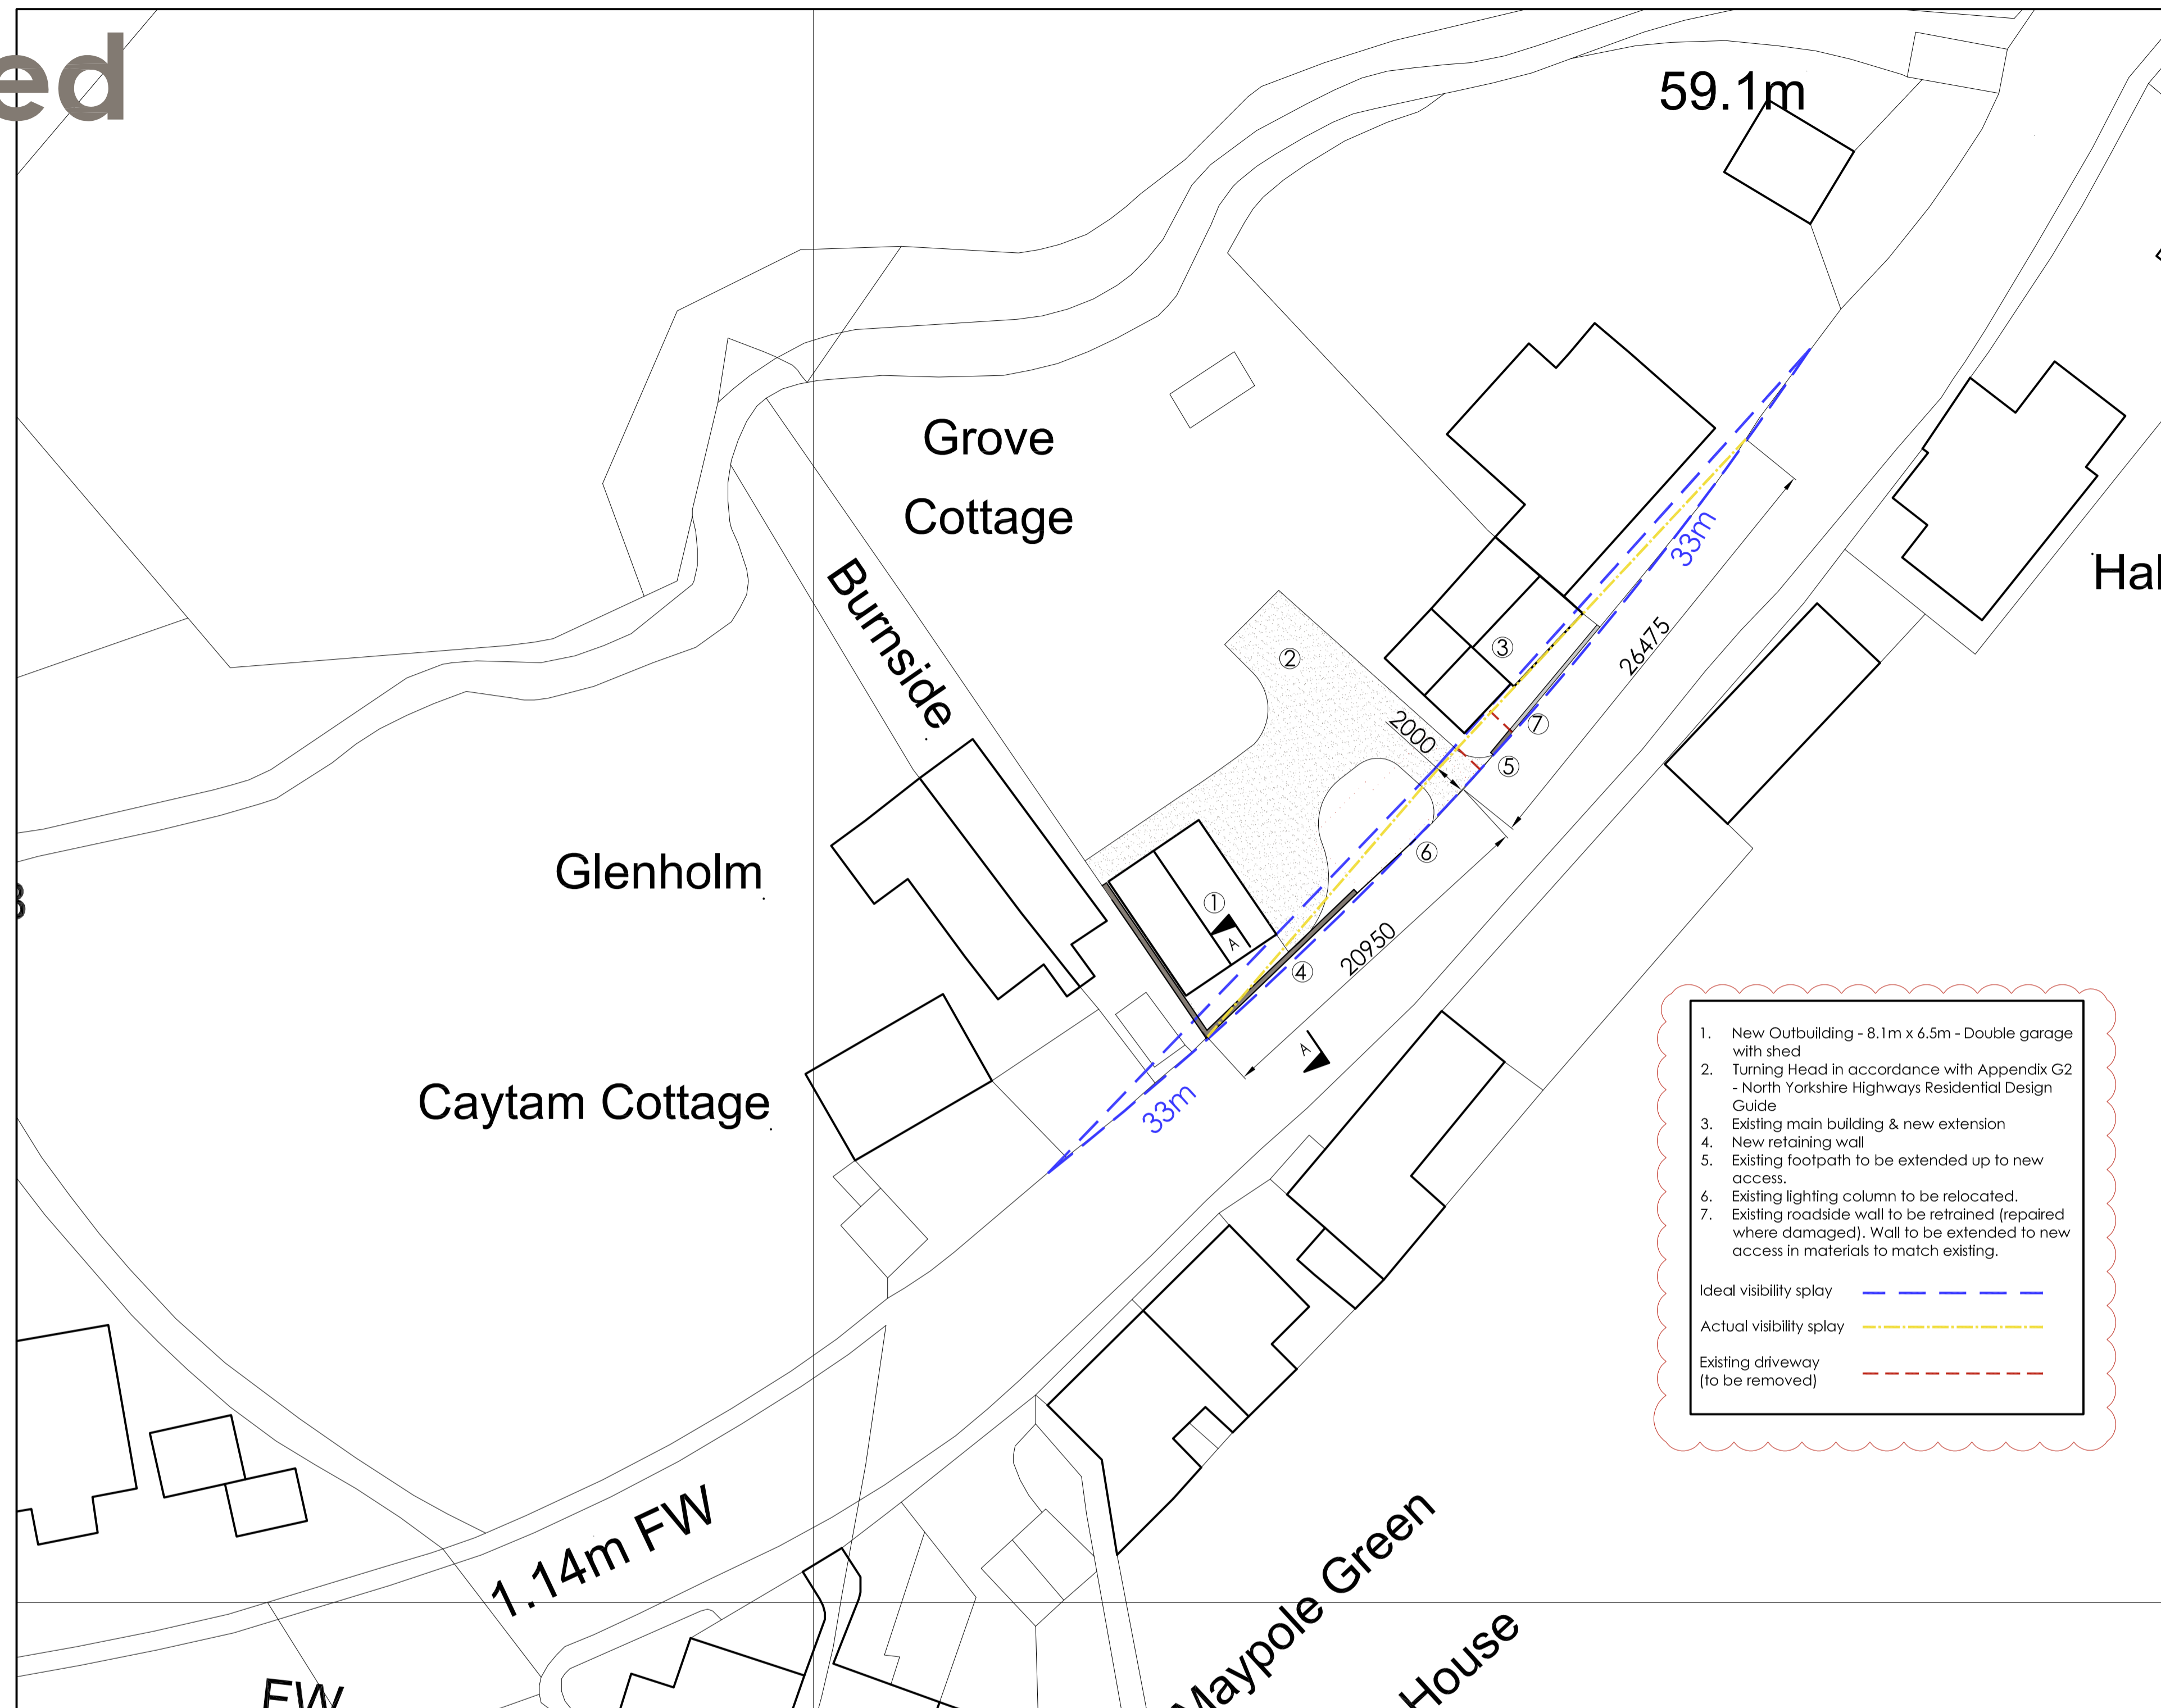 ed
59.1m
Grove
Cottage
Burnside
33m
26475
2
3
2000
7
5
Hal
Glenholm
6
1
A
20950
4
A
33m
Caytam Cottage
1. New Outbuilding - 8.1m x 6.5m - Double garage
with shed
2. Turning Head in accordance with Appendix G2
- North Yorkshire Highways Residential Design
Guide
3. Existing main building & new extension
4. New retaining wall
5. Existing footpath to be extended up to new
access.
6. Existing lighting column to be relocated.
7. Existing roadside wall to be retrained (repaired
where damaged). Wall to be extended to new
access in materials to match existing.
Ideal visibility splay
Actual visibility splay
Existing driveway
(to be removed)
1.14m FW
Maypole Green
House
FW